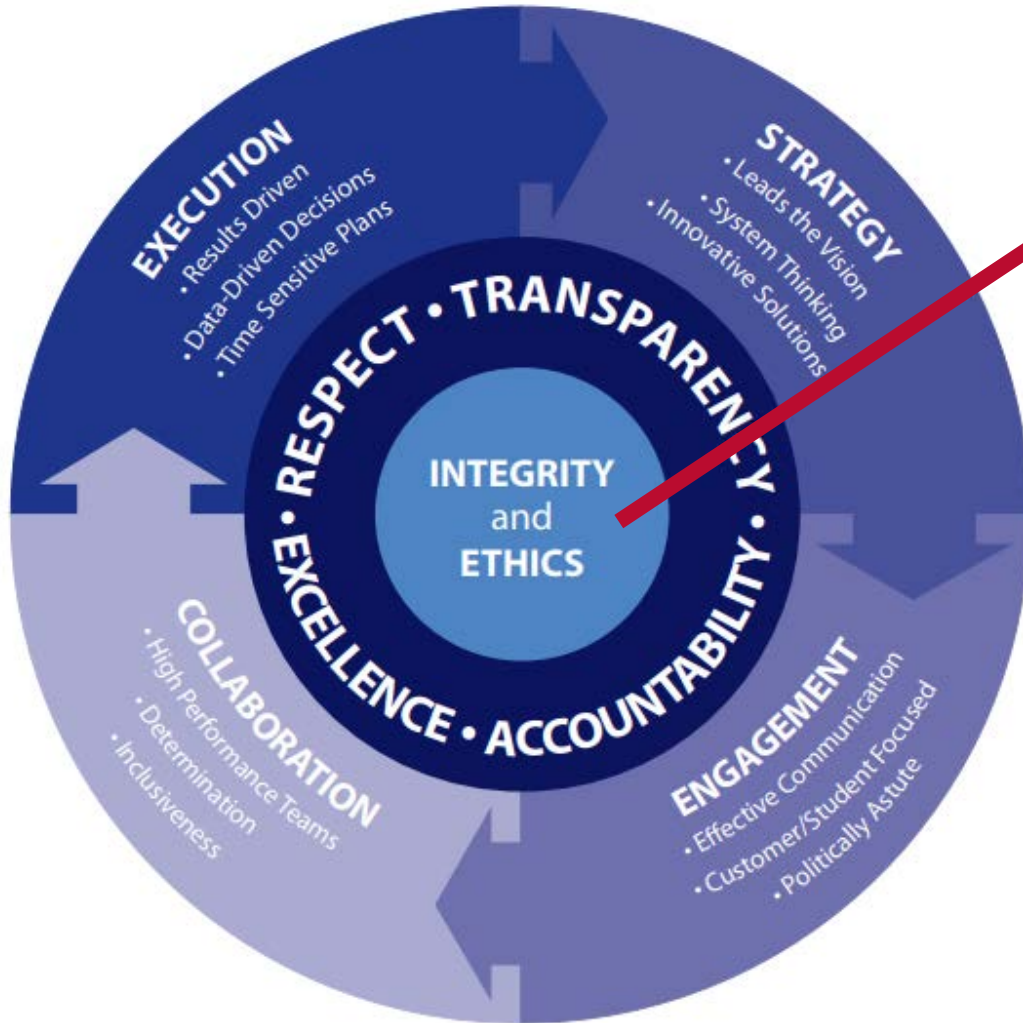 EXECUTION
• Results Driven
• Data-Driven Decisions
• Time Sensitive Plans
STRATEGY
• Leads the Vision
• System Thinking
• Innovative Solutions
• RESPECT • TRANSPARENCY •
EXCELLENCE • ACCOUNTABILITY
INTEGRITY
and
ETHICS
COLLABORATION
• High Performance Teams
• Determination
• Inclusiveness
ENGAGEMENT
• Effective Communication
• Customer/Student Focused
• Politically Astute